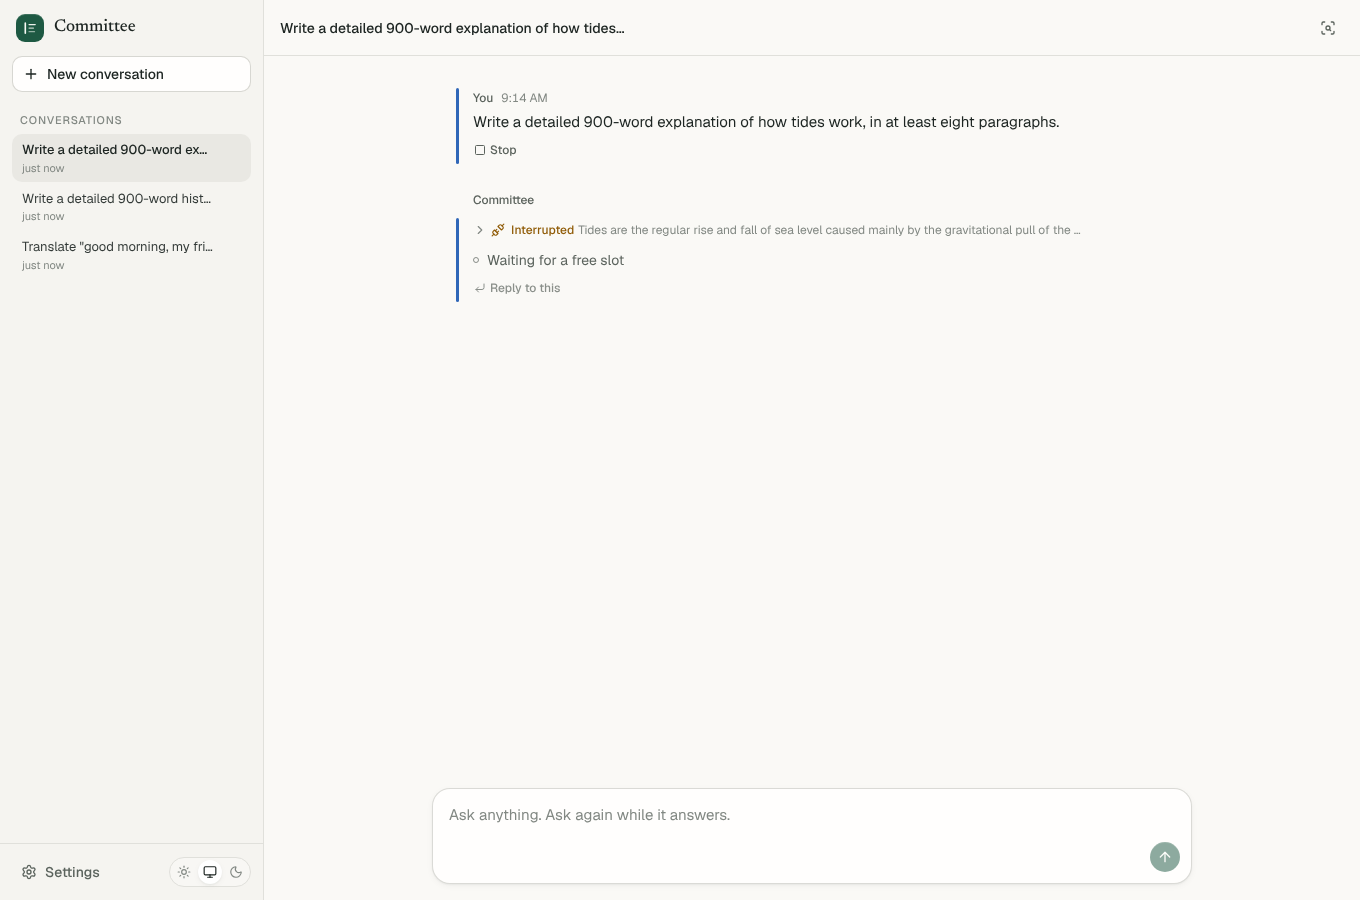 Committee
New conversation
CONVERSATIONS
Write a detailed 900-word ex...
just now
Write a detailed 900-word hist...
just now
Translate "good morning, my fri...
just now
Settings
Write a detailed 900-word explanation of how tides...
You 9:14 AM
Write a detailed 900-word explanation of how tides work, in at least eight paragraphs.
Stop
Committee
Interrupted Tides are the regular rise and fall of sea level caused mainly by the gravitational pull of the ...
Waiting for a free slot
Reply to this
Ask anything. Ask again while it answers.